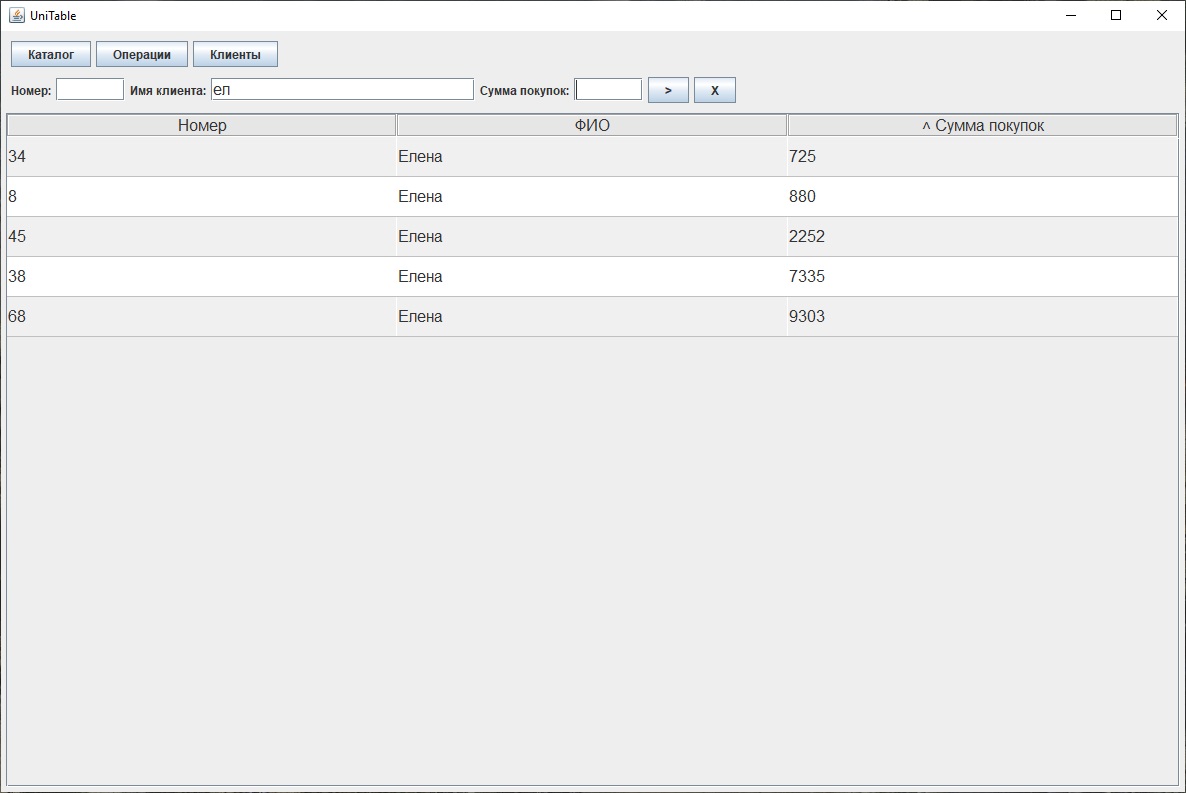 UniTable
Каталог Операции Клиенты
Номер: Имя клиента: ел Сумма покупок: > X
Номер ФИО ^ Сумма покупок
34 Елена 725
8 Елена 880
45 Елена 2252
38 Елена 7335
68 Елена 9303